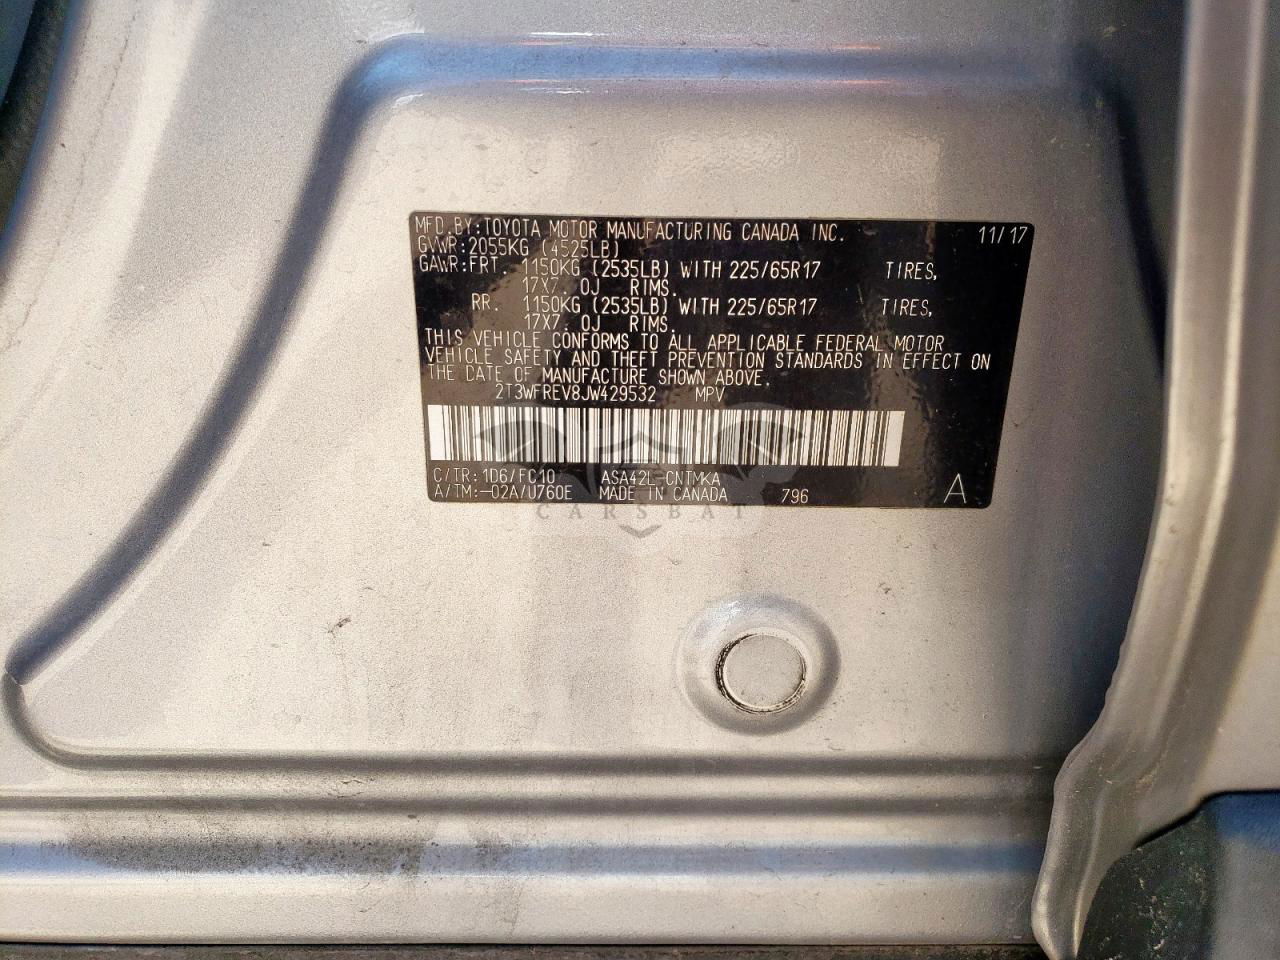 MFD.BY:TOYOTA MOTOR MANUFACTURING CANADA INC. 11/17
GVWR:2055KG (4525LB)
GAWR:FRT. 1150KG (2535LB) WITH 225/65R17 TIRES,
17X7.0J RIMS.
RR. 1150KG (2535LB) WITH 225/65R17 TIRES,
17X7.0J RIMS.
THIS VEHICLE CONFORMS TO ALL APPLICABLE FEDERAL MOTOR
VEHICLE SAFETY AND THEFT PREVENTION STANDARDS IN EFFECT ON
THE DATE OF MANUFACTURE SHOWN ABOVE.
2T3WFREV8JW429532 MPV
C/TR:1D6/FC10 ASA42L-CNTMKA
A/TM:-02A/U760E MADE IN CANADA 796 A
CARSBAT